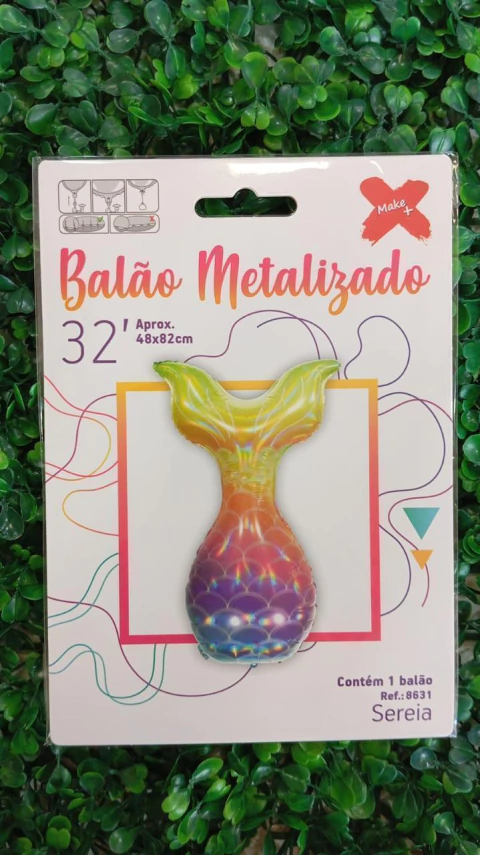 Make +
Balão Metalizado
32' Aprox.
48x82cm
Contém 1 balão
Ref.:8631
Sereia